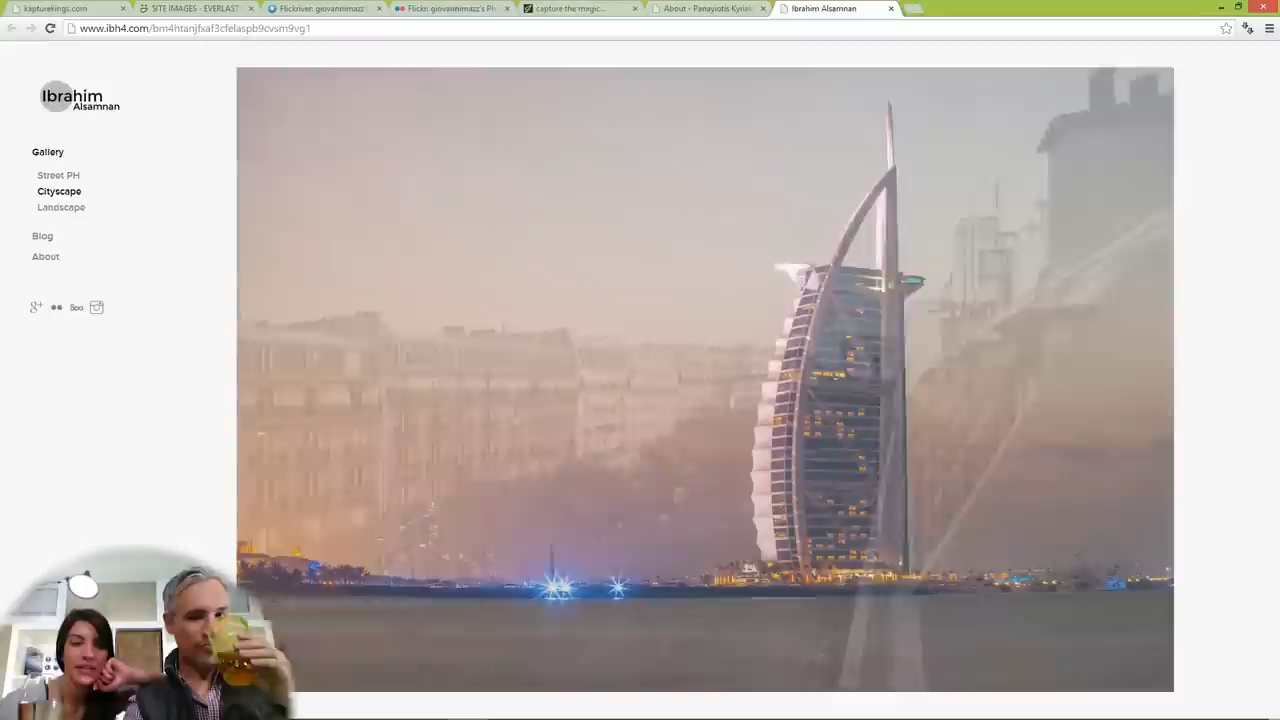 kapturekings.com
SITE IMAGES - EVERLAST
Flickriver: giovannimazz's
Flickr: giovannimazz's Ph
capture the magic...
About - Panayiotis Kyriak
Ibrahim Alsamnan
www.ibh4.com/bm4htanjfxaf3cfelaspb9cvsm9vg1
Ibrahim
Alsamnan
Gallery
Street PH
Cityscape
Landscape
Blog
About
g+
500